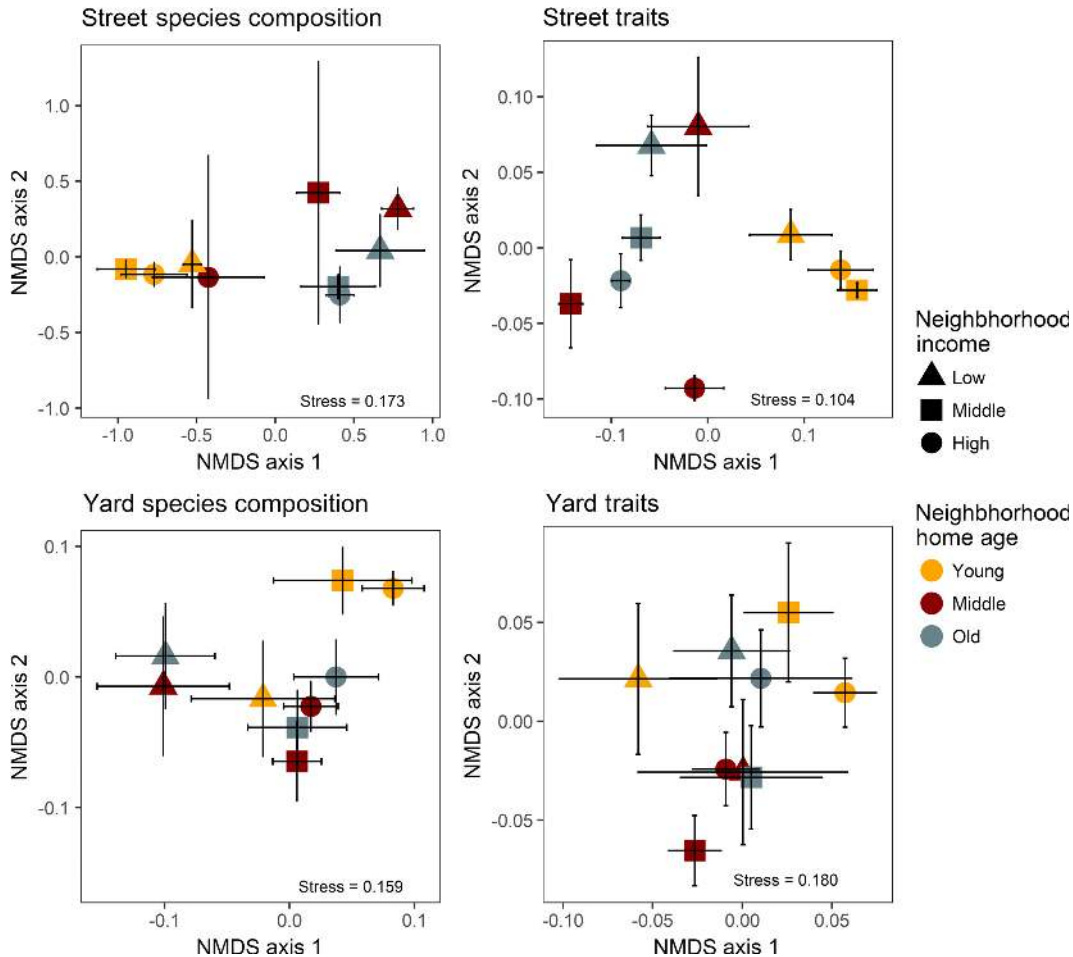 Street species composition
NMDS axis 2
1.0
0.5
0.0
-0.5
-1.0
Stress = 0.173
-1.0 -0.5 0.0 0.5 1.0
NMDS axis 1
Street traits
NMDS axis 2
0.10
0.05
0.00
-0.05
-0.10
Stress = 0.104
-0.1 0.0 0.1
NMDS axis 1
Neighbhorhood
income
Low
Middle
High
Yard species composition
NMDS axis 2
0.1
0.0
-0.1
Stress = 0.159
-0.1 0.0 0.1
NMDS axis 1
Yard traits
NMDS axis 2
0.05
0.00
-0.05
Stress = 0.180
-0.10 -0.05 0.00 0.05
NMDS axis 1
Neighbhorhood
home age
Young
Middle
Old